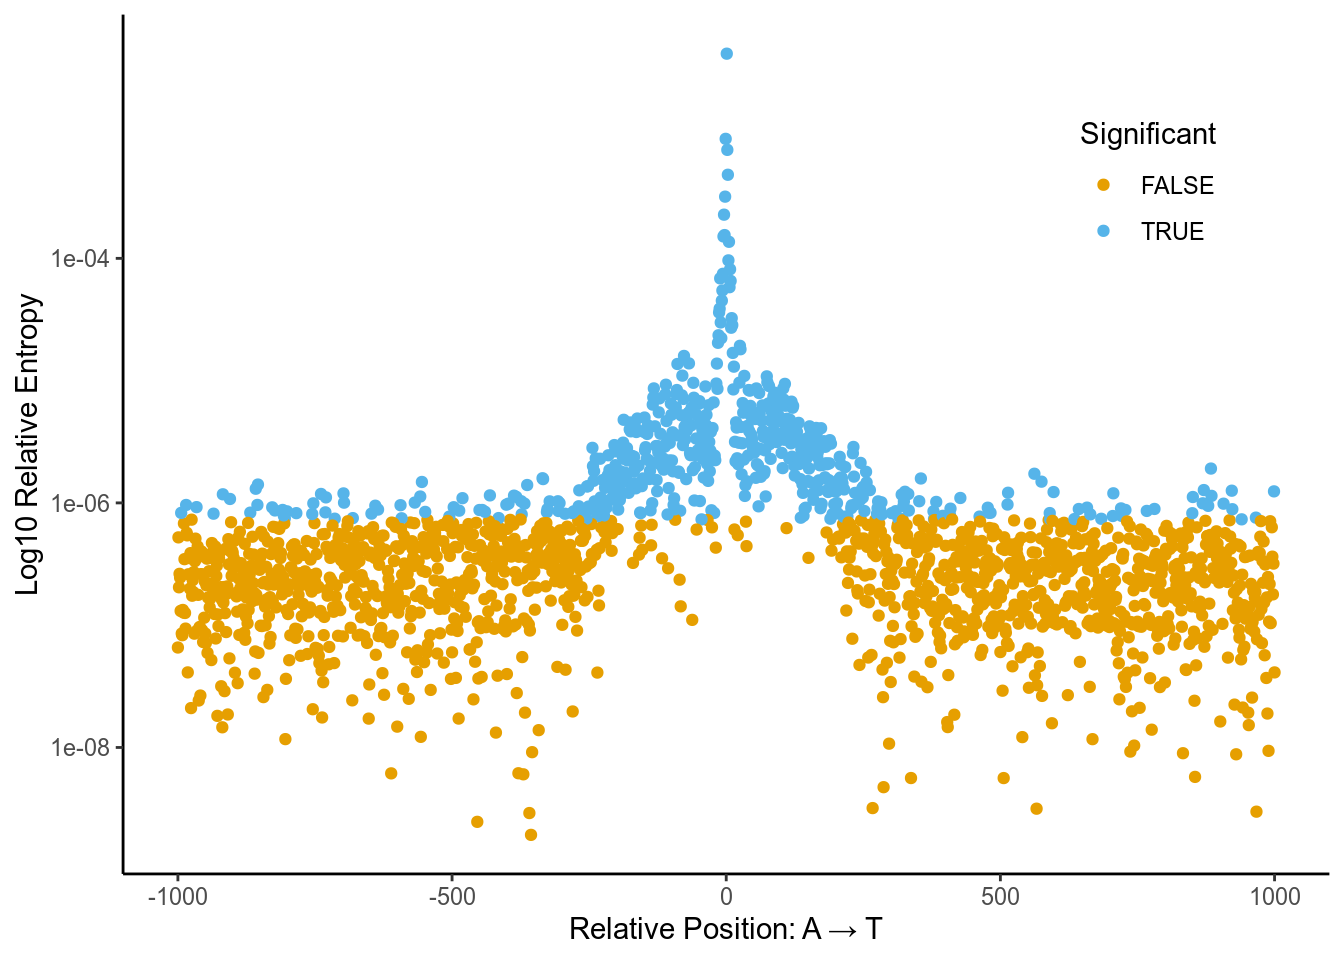 Significant
FALSE
TRUE
Log10 Relative Entropy
1e-04
1e-06
1e-08
-1000
-500
0
500
1000
Relative Position: A → T